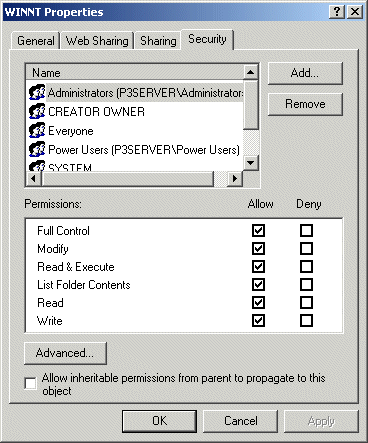 WINNT Properties
General Web Sharing Sharing Security
Name
Administrators (P3SERVER\Administrators
CREATOR OWNER
Everyone
Power Users (P3SERVER\Power Users)
SYSTEM
Add...
Remove
Permissions: Allow Deny
Full Control
Modify
Read & Execute
List Folder Contents
Read
Write
Advanced...
Allow inheritable permissions from parent to propagate to this
object
OK Cancel Apply